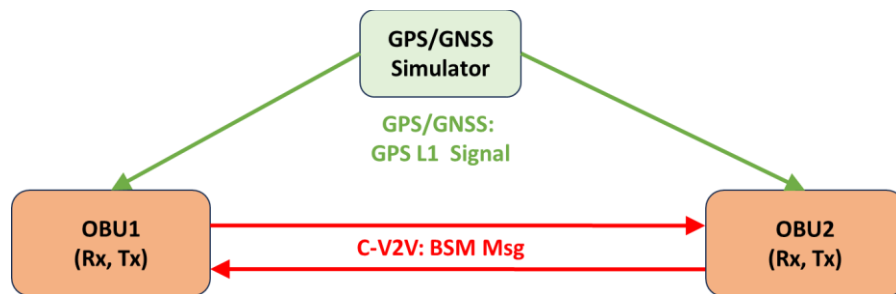 GPS/GNSS
Simulator
GPS/GNSS:
GPS L1 Signal
OBU1
(Rx, Tx)
C-V2V: BSM Msg
OBU2
(Rx, Tx)